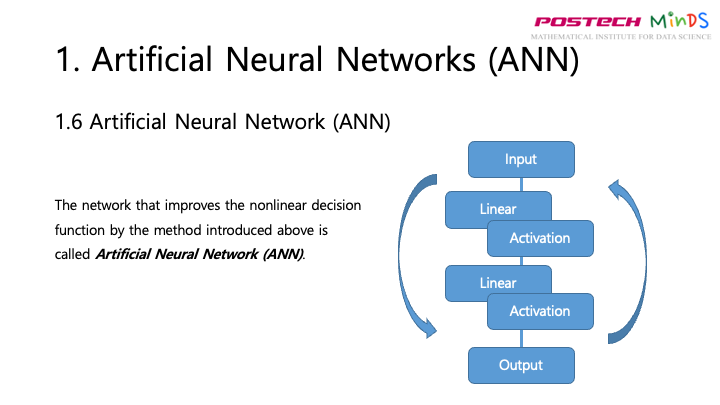 POSTECH MinDS
MATHEMATICAL INSTITUTE FOR DATA SCIENCE
1. Artificial Neural Networks (ANN)
1.6 Artificial Neural Network (ANN)
The network that improves the nonlinear decision
function by the method introduced above is
called Artificial Neural Network (ANN).
Input
Linear
Activation
Linear
Activation
Output